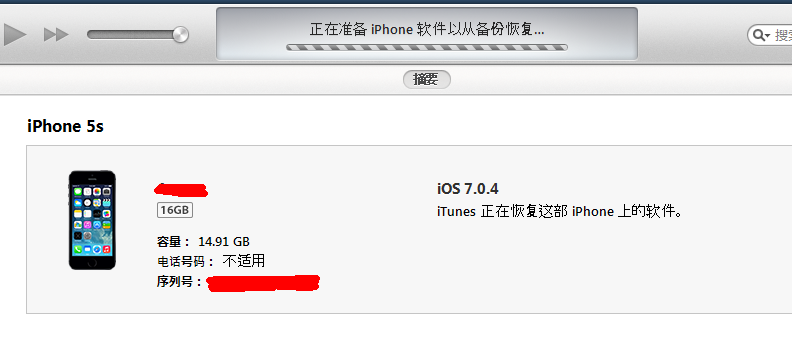 正在准备 iPhone 软件以从备份恢复...
搜索
摘要
iPhone 5s
16GB
iOS 7.0.4
iTunes 正在恢复这部 iPhone 上的软件。
容量： 14.91 GB
电话号码： 不适用
序列号：